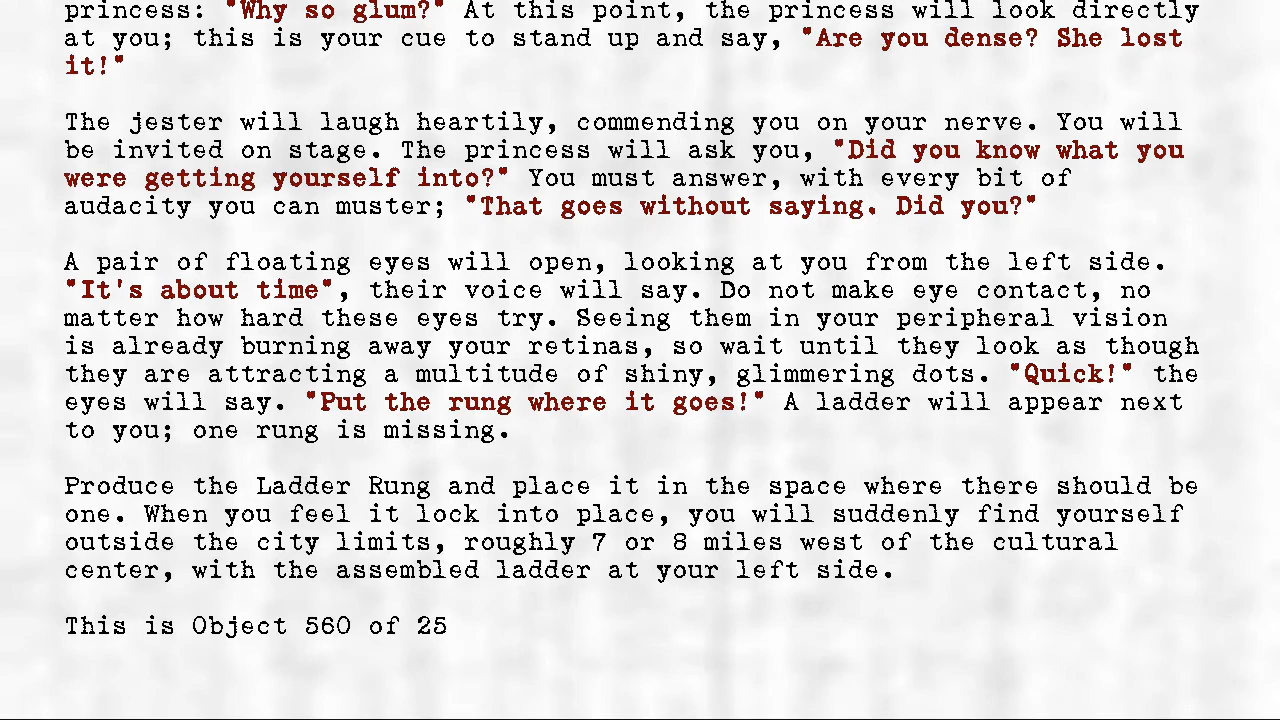 princess: "Why so glum?" At this point, the princess will look directly
at you; this is your cue to stand up and say, "Are you dense? She lost
it!"
The jester will laugh heartily, commending you on your nerve. You will
be invited on stage. The princess will ask you, "Did you know what you
were getting yourself into?" You must answer, with every bit of
audacity you can muster; "That goes without saying. Did you?"
A pair of floating eyes will open, looking at you from the left side.
"It's about time", their voice will say. Do not make eye contact, no
matter how hard these eyes try. Seeing them in your peripheral vision
is already burning away your retinas, so wait until they look as though
they are attracting a multitude of shiny, glimmering dots. "Quick!" the
eyes will say. "Put the rung where it goes!" A ladder will appear next
to you; one rung is missing.
Produce the Ladder Rung and place it in the space where there should be
one. When you feel it lock into place, you will suddenly find yourself
outside the city limits, roughly 7 or 8 miles west of the cultural
center, with the assembled ladder at your left side.
This is Object 560 of 25